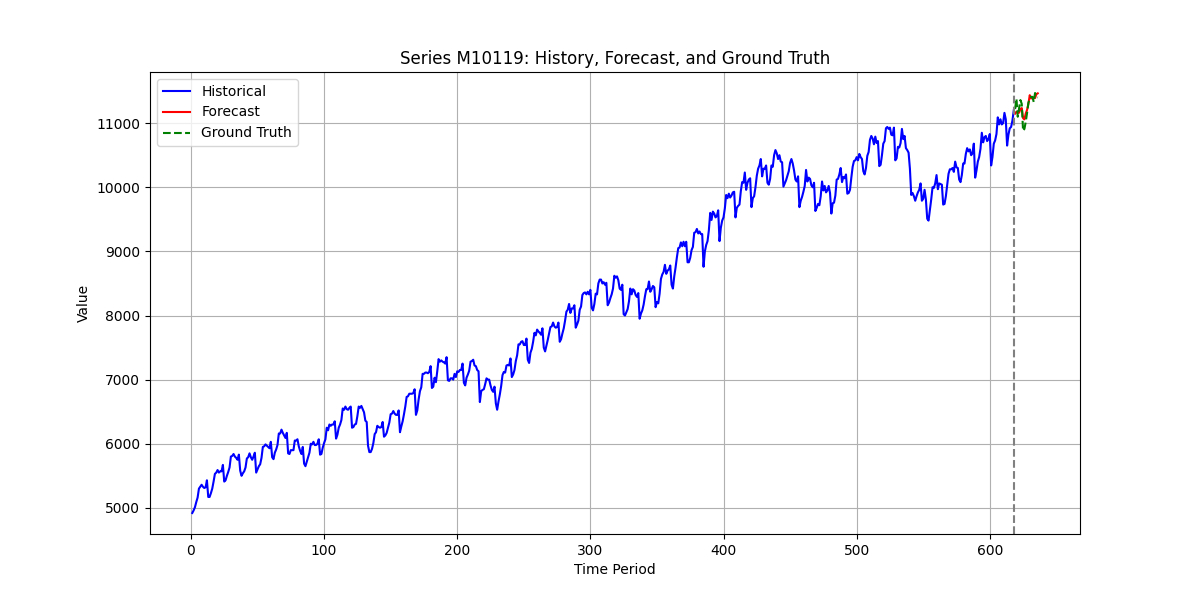 Series M10119: History, Forecast, and Ground Truth
Historical
Forecast
Ground Truth
Value
11000
10000
9000
8000
7000
6000
5000
0 100 200 300 400 500 600
Time Period